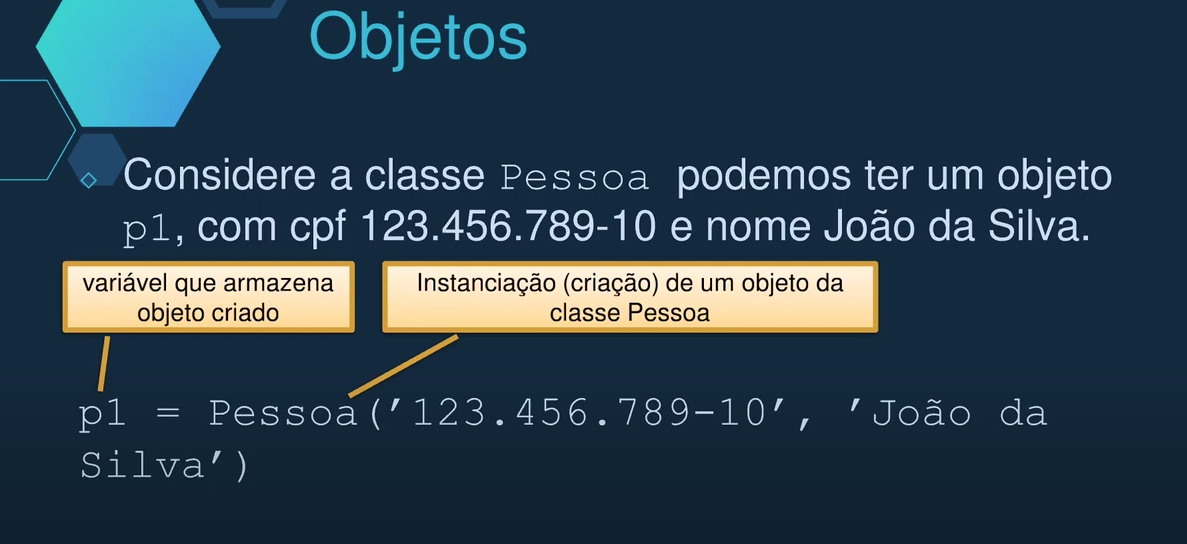 Objetos
Considere a classe Pessoa podemos ter um objeto
p1, com cpf 123.456.789-10 e nome João da Silva.
variável que armazena
objeto criado
Instanciação (criação) de um objeto da
classe Pessoa
p1 = Pessoa(’123.456.789-10’, ’João da
Silva’)